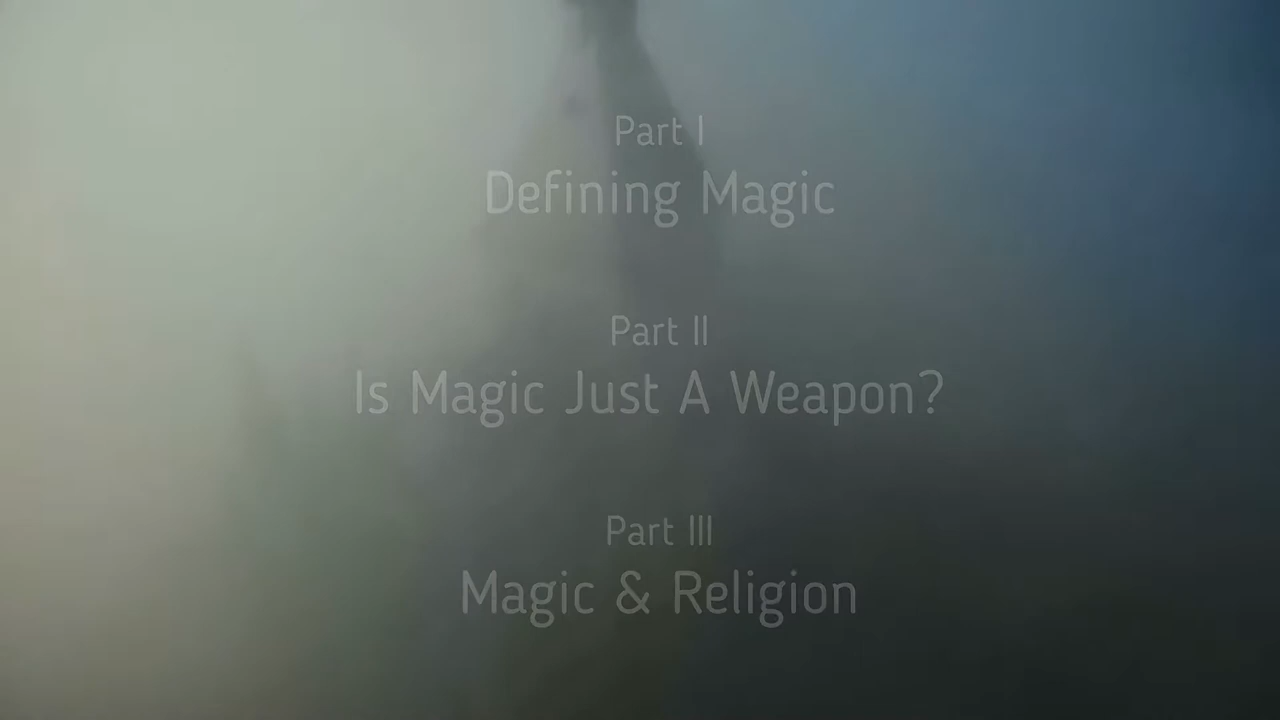 Part I
Defining Magic
Part II
Is Magic Just A Weapon?
Part III
Magic & Religion